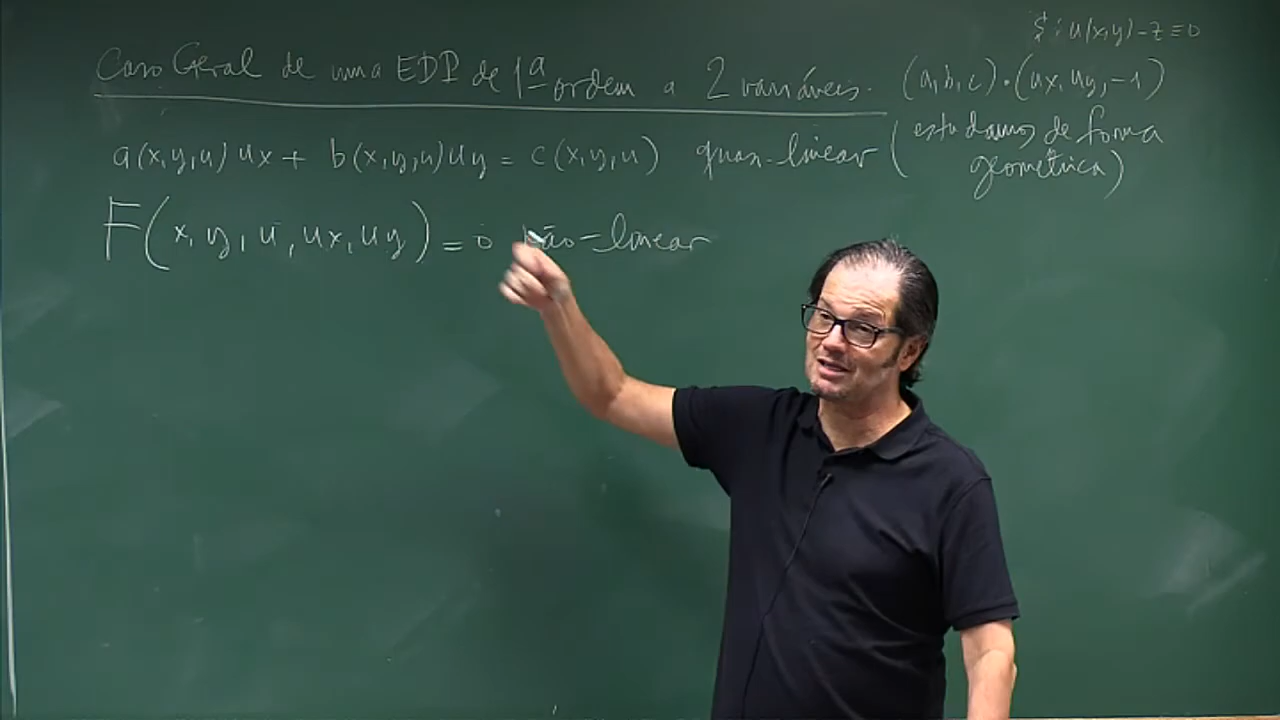 $ : u(x,y) - z = 0
Caso Geral de uma EDP de 1ª ordem a 2 variáveis.
(a,b,c) · (ux, uy, -1)
a(x,y,u) ux + b(x,y,u) uy = c(x,y,u) quasi-linear (estudamos de forma
geométrica)
F(x, y, u, ux, uy) = 0 não-linear